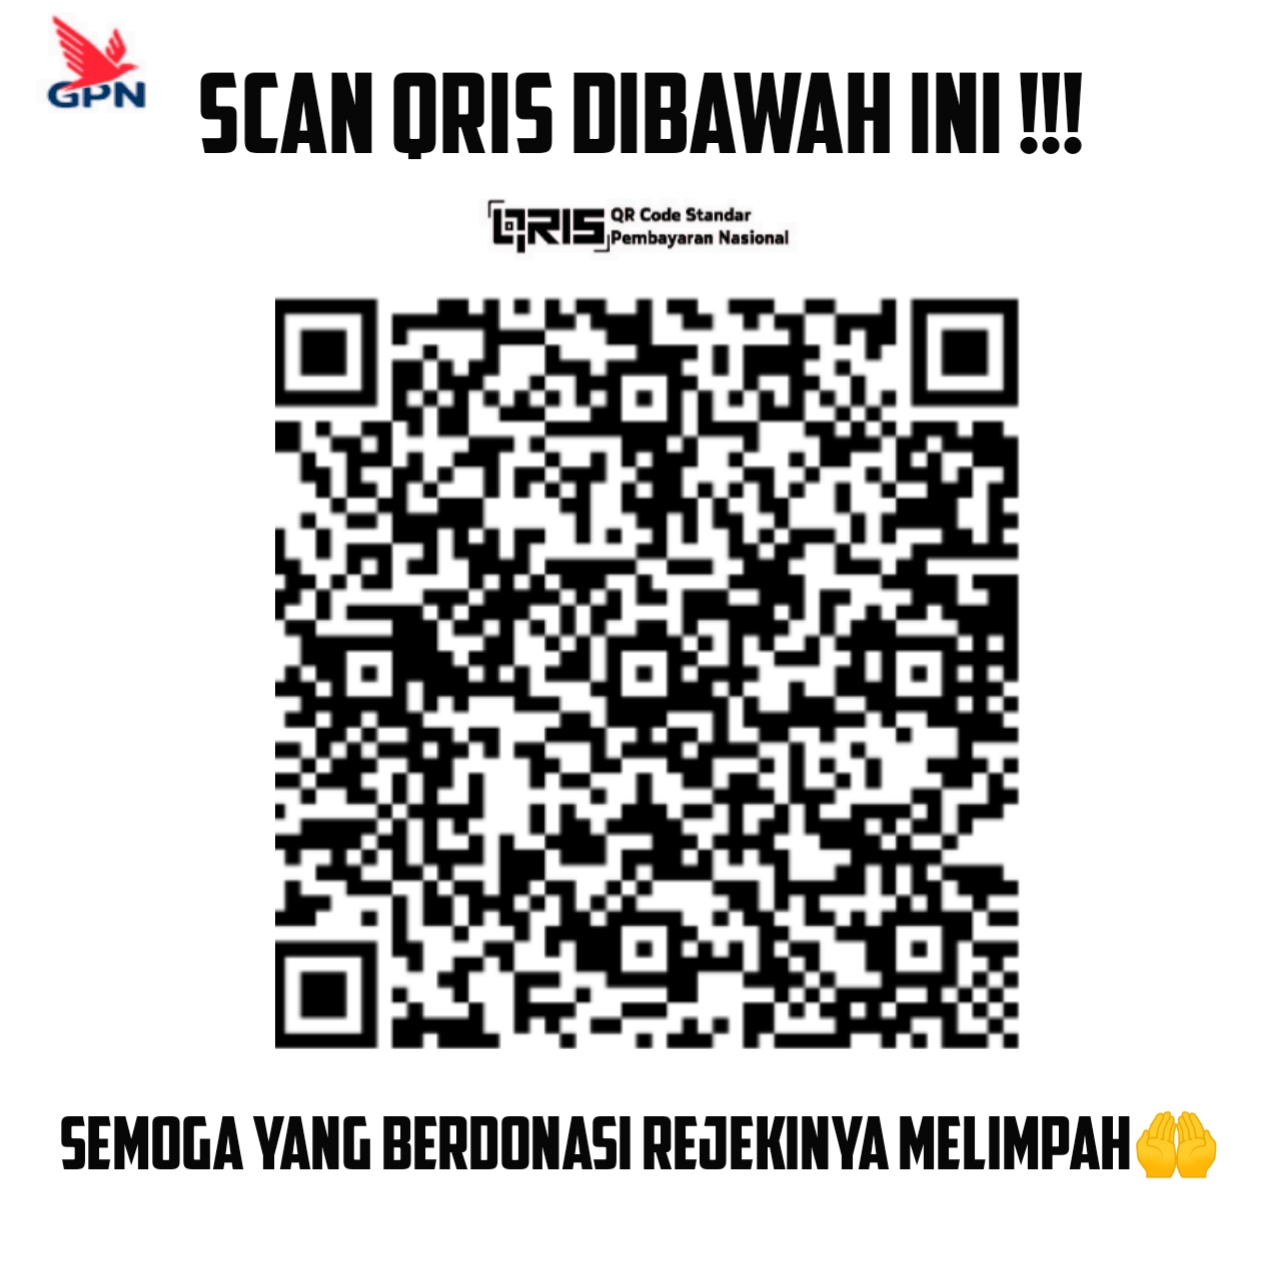 GPN
SCAN QRIS DIBAWAH INI !!!
QRIS QR Code Standar
Pembayaran Nasional
SEMOGA YANG BERDONASI REJEKINYA MELIMPAH🤲